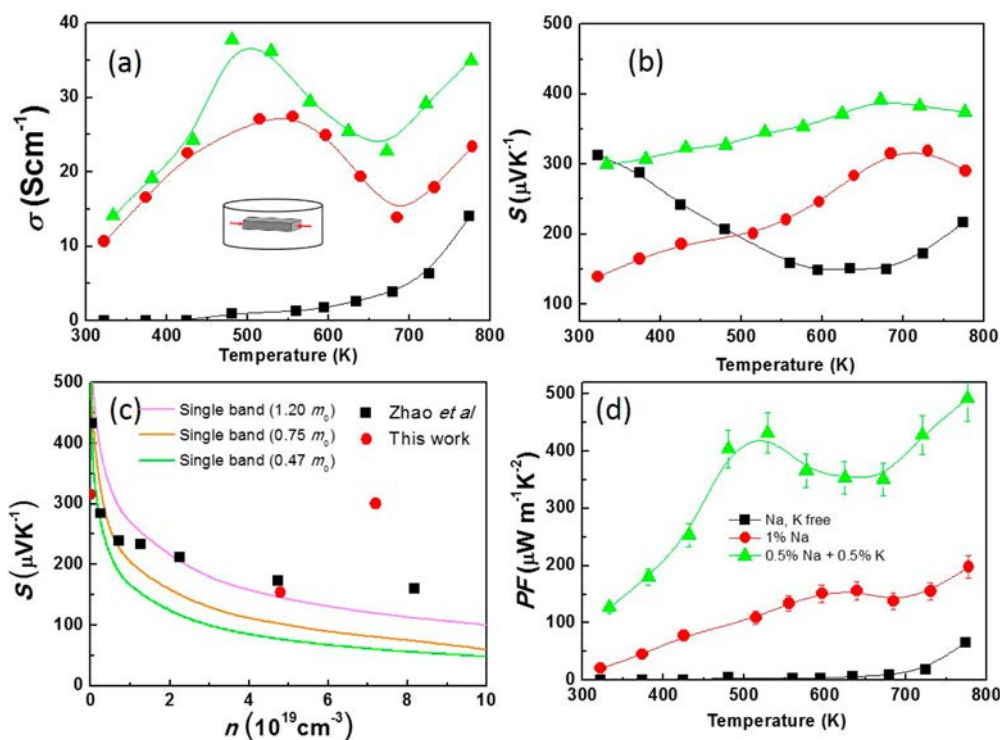 (a)
40
30
20
10
0
σ (Scm⁻¹)
300 400 500 600 700 800
Temperature (K)
(b)
500
400
300
200
100
S (μVK⁻¹)
300 400 500 600 700 800
Temperature (K)
(c)
500
400
300
200
100
0
S (μVK⁻¹)
Single band (1.20 m₀)
Single band (0.75 m₀)
Single band (0.47 m₀)
Zhao et al
This work
0 2 4 6 8 10
n (10¹⁹cm⁻³)
(d)
500
400
300
200
100
0
PF (μW m⁻¹K⁻²)
Na, K free
1% Na
0.5% Na + 0.5% K
300 400 500 600 700 800
Temperature (K)